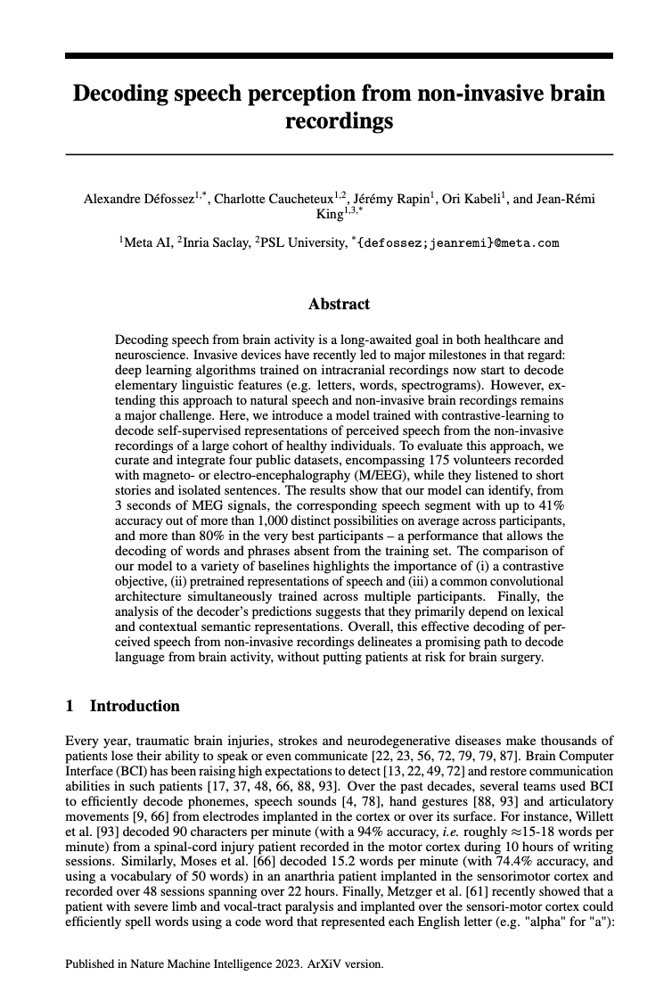 Decoding speech perception from non-invasive brain
recordings
Alexandre Défossez1,*, Charlotte Caucheteux1,2, Jérémy Rapin1, Ori Kabeli1, and Jean-Rémi
King1,3,*
1Meta AI, 2Inria Saclay, 2PSL University, *{defossez;jeanremi}@meta.com
Abstract
Decoding speech from brain activity is a long-awaited goal in both healthcare and
neuroscience. Invasive devices have recently led to major milestones in that regard:
deep learning algorithms trained on intracranial recordings now start to decode
elementary linguistic features (e.g. letters, words, spectrograms). However, ex-
tending this approach to natural speech and non-invasive brain recordings remains
a major challenge. Here, we introduce a model trained with contrastive-learning to
decode self-supervised representations of perceived speech from the non-invasive
recordings of a large cohort of healthy individuals. To evaluate this approach, we
curate and integrate four public datasets, encompassing 175 volunteers recorded
with magneto- or electro-encephalography (M/EEG), while they listened to short
stories and isolated sentences. The results show that our model can identify, from
3 seconds of MEG signals, the corresponding speech segment with up to 41%
accuracy out of more than 1,000 distinct possibilities on average across participants,
and more than 80% in the very best participants – a performance that allows the
decoding of words and phrases absent from the training set. The comparison of
our model to a variety of baselines highlights the importance of (i) a contrastive
objective, (ii) pretrained representations of speech and (iii) a common convolutional
architecture simultaneously trained across multiple participants. Finally, the
analysis of the decoder's predictions suggests that they primarily depend on lexical
and contextual semantic representations. Overall, this effective decoding of per-
ceived speech from non-invasive recordings delineates a promising path to decode
language from brain activity, without putting patients at risk for brain surgery.
1 Introduction
Every year, traumatic brain injuries, strokes and neurodegenerative diseases make thousands of
patients lose their ability to speak or even communicate [22, 23, 56, 72, 79, 79, 87]. Brain Computer
Interface (BCI) has been raising high expectations to detect [13, 22, 49, 72] and restore communication
abilities in such patients [17, 37, 48, 66, 88, 93]. Over the past decades, several teams used BCI
to efficiently decode phonemes, speech sounds [4, 78], hand gestures [88, 93] and articulatory
movements [9, 66] from electrodes implanted in the cortex or over its surface. For instance, Willett
et al. [93] decoded 90 characters per minute (with a 94% accuracy, i.e. roughly ≈15-18 words per
minute) from a spinal-cord injury patient recorded in the motor cortex during 10 hours of writing
sessions. Similarly, Moses et al. [66] decoded 15.2 words per minute (with 74.4% accuracy, and
using a vocabulary of 50 words) in an anarthria patient implanted in the sensorimotor cortex and
recorded over 48 sessions spanning over 22 hours. Finally, Metzger et al. [61] recently showed that a
patient with severe limb and vocal-tract paralysis and implanted over the sensori-motor cortex could
efficiently spell words using a code word that represented each English letter (e.g. "alpha" for "a"):
Published in Nature Machine Intelligence 2023. ArXiV version.